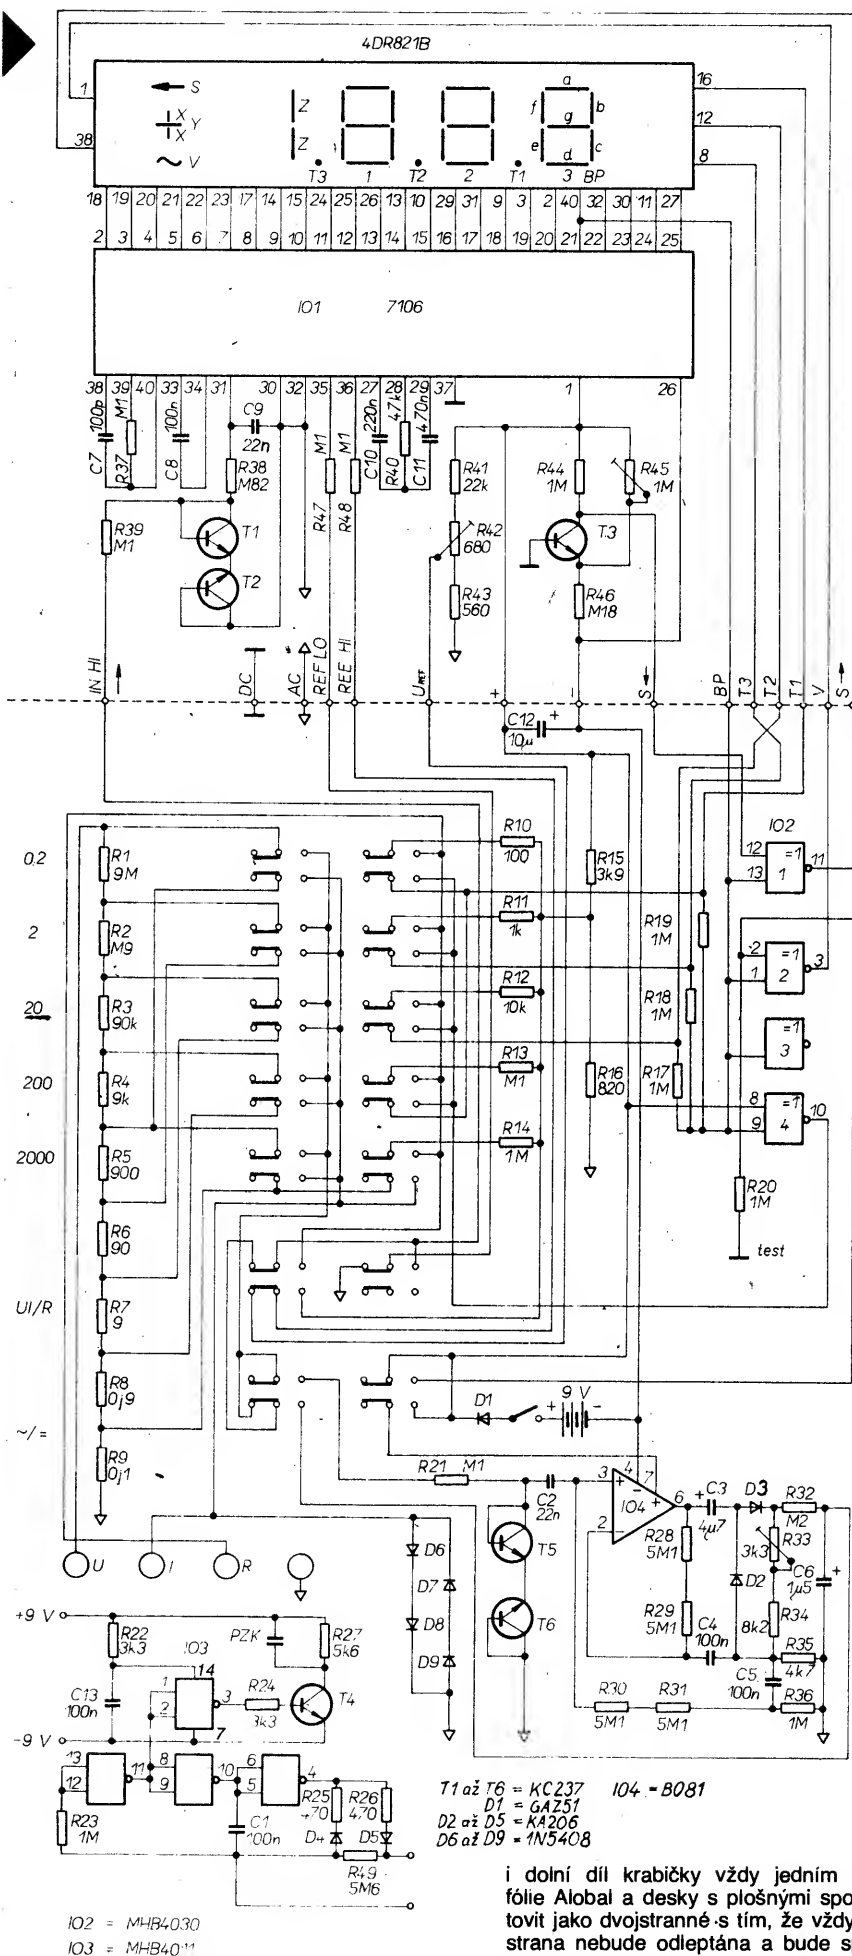 4DR821B
1 ← S 16
X Y X Z a f b g 12
38 ~ V Z e c d 8
T3 1 T2 2 T1 3 BP
18 19 20 21 22 23 17 14 15 24 25 26 13 10 29 31 9 3 2 40 32 30 11 27
2 3 4 5 6 7 8 9 10 11 12 13 14 15 16 17 18 19 20 21 22 23 24 25
IO1 7106
38 39 40 33 34 31 30 32 35 36 27 28 29 37 1 26
C7 100p
R37 M1
C8 100n
C9
22n
R38
M82
R47 M1
R48 M1
C10 220n
R40 47k
C11 470n
R41
22k
R44
1M
R45
1M
R39
M1
T1
T2
R42
680
T3
R43
560
R46
M18
IN HI DC AC REF LO REE HI UREF + − S BP T3 T2 T1 V S
C12 +
10µ
0,2
2
20
200
2000
UI/R
~/=
R1
9M
R2
M9
R3
90k
R4
9k
R5
900
R6
90
R7
9
R8
0j9
R9
0j1
R10
100
R11
1k
R12
10k
R13
M1
R14
1M
R15
3k9
R16
820
R19
1M
R18
1M
R17
1M
R20
1M
test
IO2
12 =1 11
13 1
2 =1 3
1 2
=1
3
8 =1 10
9 4
D1 + 9 V −
R21 M1
C2
22n
T5
T6
3 + 4 − 7 +
2 − IO4 6
+ C3
4µ7
D3
R32
M2
R33
3k3
R28
5M1
D2
C6 +
1µ5
R29
5M1
C4
100n
R34
8k2
R35
4k7
C5
100n
R36
1M
R30
5M1
R31
5M1
U I R
D6
D7
D8
D9
+9 V
R22
3k3
PZK
R27
5k6
IO3
14
1
2
3
7
R24
3k3
T4
C13
100n
-9 V
13
12
11
8
9
10
6
5
4
R23
1M
C1
100n
R25
470
R26
470
D4
D5
R49
5M6
T1 až T6 = KC237 IO4 = B081
D1 = GAZ51
D2 až D5 = KA206
D6 až D9 = 1N5408
IO2 = MHB4030
IO3 = MHB4011
i dolní díl krabičky vždy jedním
fólie Alobal a desky s plošnými spo
tovit jako dvojstranné s tím, že vždy
strana nebude odleptána a bude s